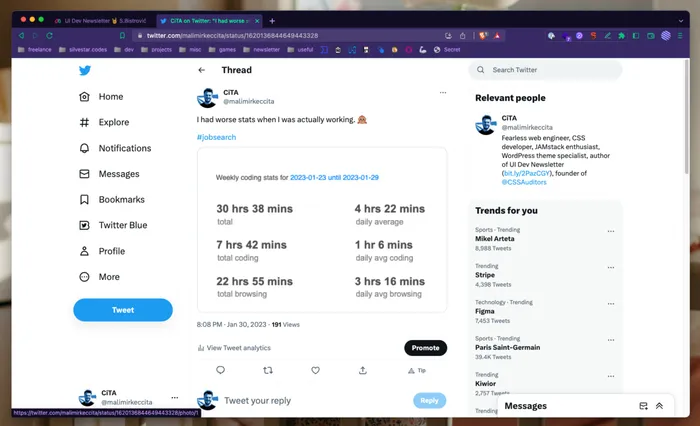 UI Dev Newsletter 🤘 S.Bistrović
CiTA on Twitter: "I had worse s
twitter.com/malimirkeccita/status/1620136844649443328
freelance
silvestar.codes
dev
projects
misc
games
newsletter
useful
Secret
Home
Explore
Notifications
Messages
Bookmarks
Twitter Blue
Profile
More
Tweet
CiTA
@malimirkeccita
https://twitter.com/malimirkeccita/status/1620136844649443328/photo/1
Thread
CiTA
@malimirkeccita
I had worse stats when I was actually working. 🙈
#jobsearch
Weekly coding stats for 2023-01-23 until 2023-01-29
30 hrs 38 mins
total
4 hrs 22 mins
daily average
7 hrs 42 mins
total coding
1 hr 6 mins
daily avg coding
22 hrs 55 mins
total browsing
3 hrs 16 mins
daily avg browsing
8:08 PM · Jan 30, 2023 · 191 Views
View Tweet analytics
Promote
Tip
Tweet your reply
Reply
Search Twitter
Relevant people
CiTA
@malimirkeccita
Fearless web engineer, CSS
developer, JAMstack enthusiast,
WordPress theme specialist, author
of UI Dev Newsletter
(bit.ly/2PazCGY), founder of
@CSSAuditors
Trends for you
Sports · Trending
Mikel Arteta
8,988 Tweets
Trending
Stripe
4,398 Tweets
Technology · Trending
Figma
7,453 Tweets
Sports · Trending
Paris Saint-Germain
39.4K Tweets
Trending
Kiwior
2,757 Tweets
Sports
Messages